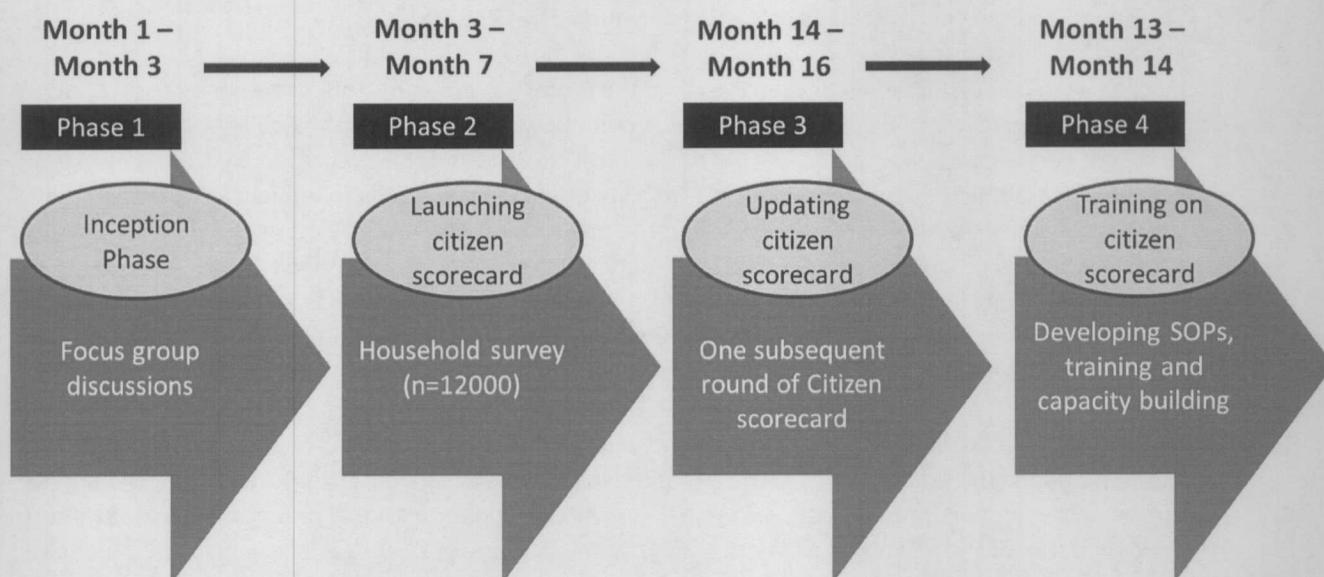 Month 1 –
Month 3
Phase 1
Inception
Phase
Focus group
discussions
Month 3 –
Month 7
Phase 2
Launching
citizen
scorecard
Household survey
(n=12000)
Month 14 –
Month 16
Phase 3
Updating
citizen
scorecard
One subsequent
round of Citizen
scorecard
Month 13 –
Month 14
Phase 4
Training on
citizen
scorecard
Developing SOPs,
training and
capacity building